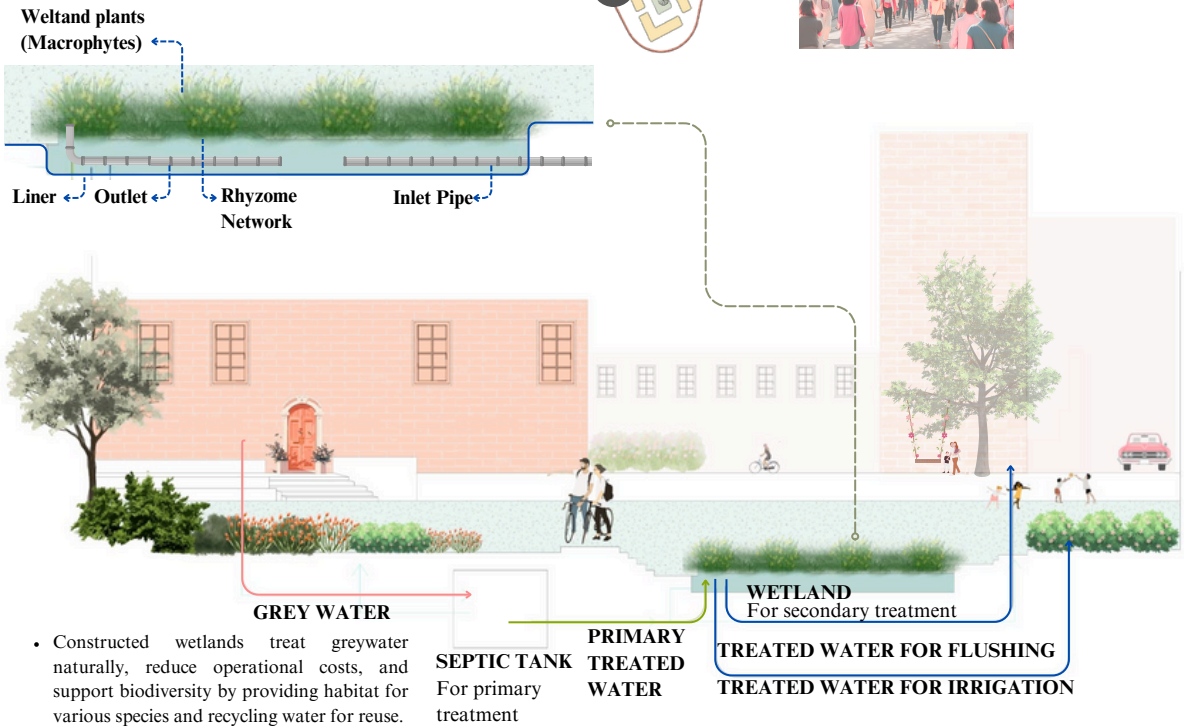 Weltand plants
(Macrophytes)
Liner
Outlet
Rhyzome
Network
Inlet Pipe
GREY WATER
• Constructed wetlands treat greywater
naturally, reduce operational costs, and
support biodiversity by providing habitat for
various species and recycling water for reuse.
SEPTIC TANK
For primary
treatment
PRIMARY
TREATED
WATER
WETLAND
For secondary treatment
TREATED WATER FOR FLUSHING
TREATED WATER FOR IRRIGATION